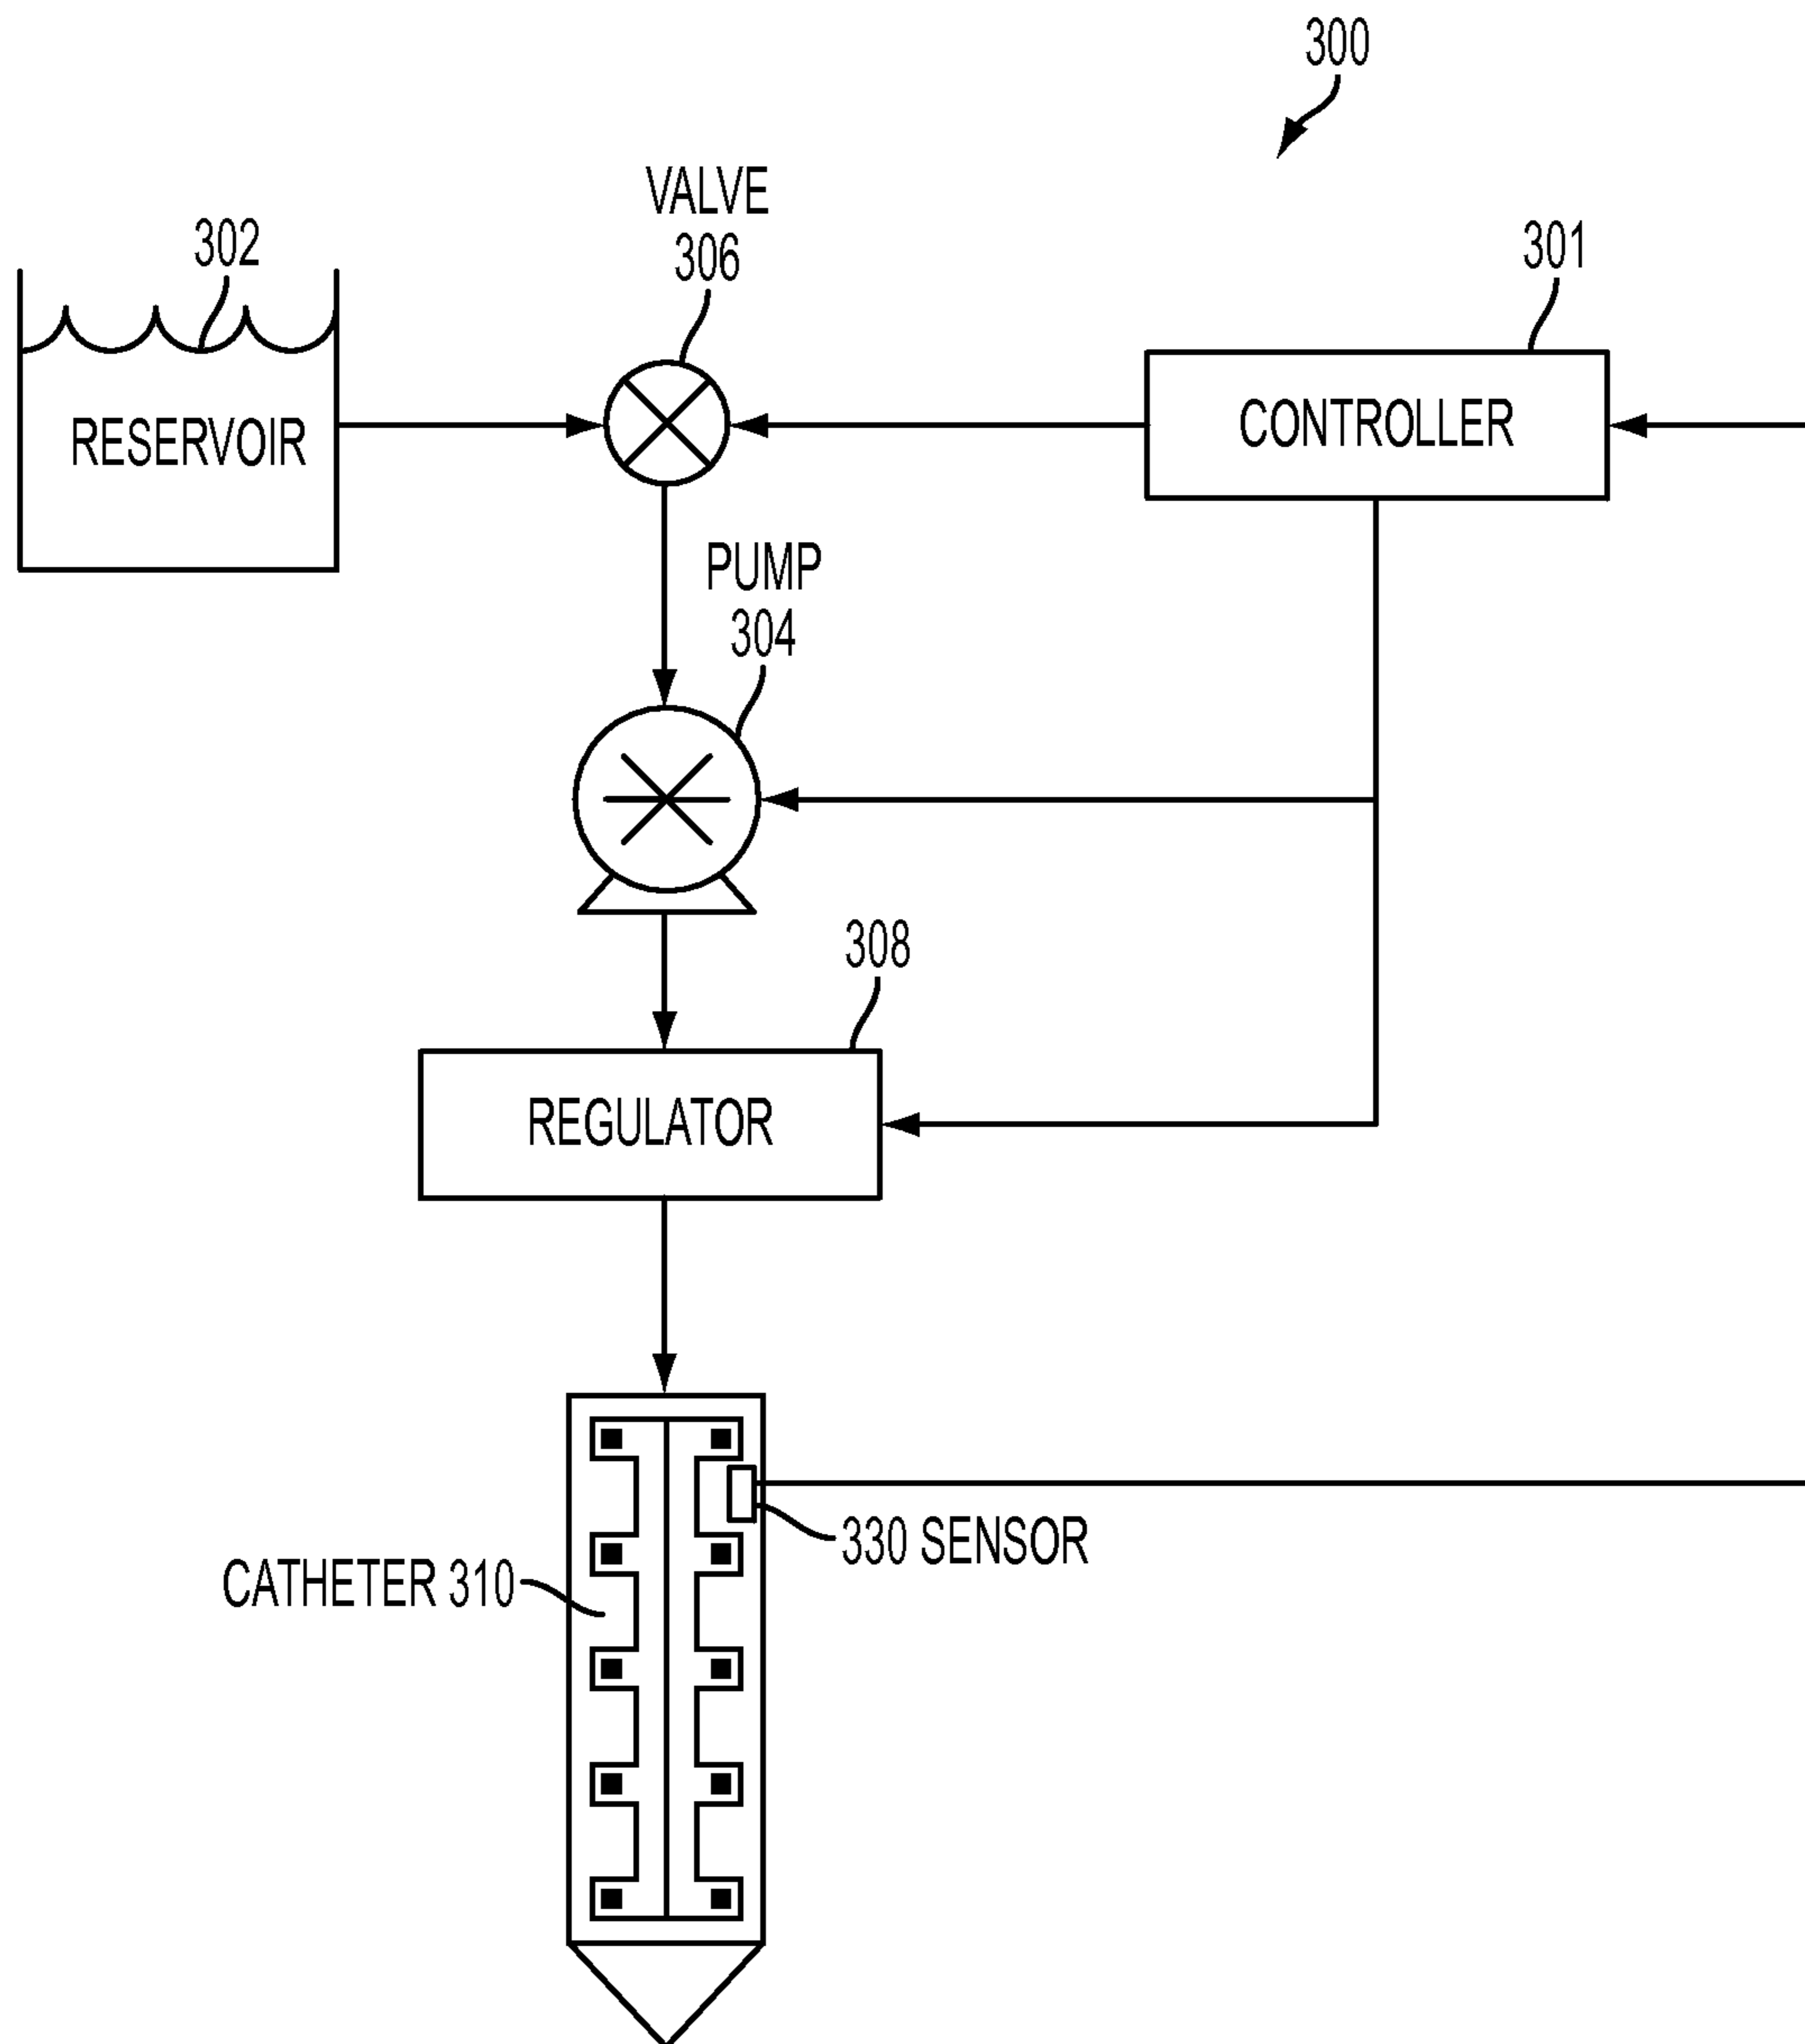 300
VALVE
306
302
301
RESERVOIR
CONTROLLER
PUMP
304
308
REGULATOR
330 SENSOR
CATHETER 310